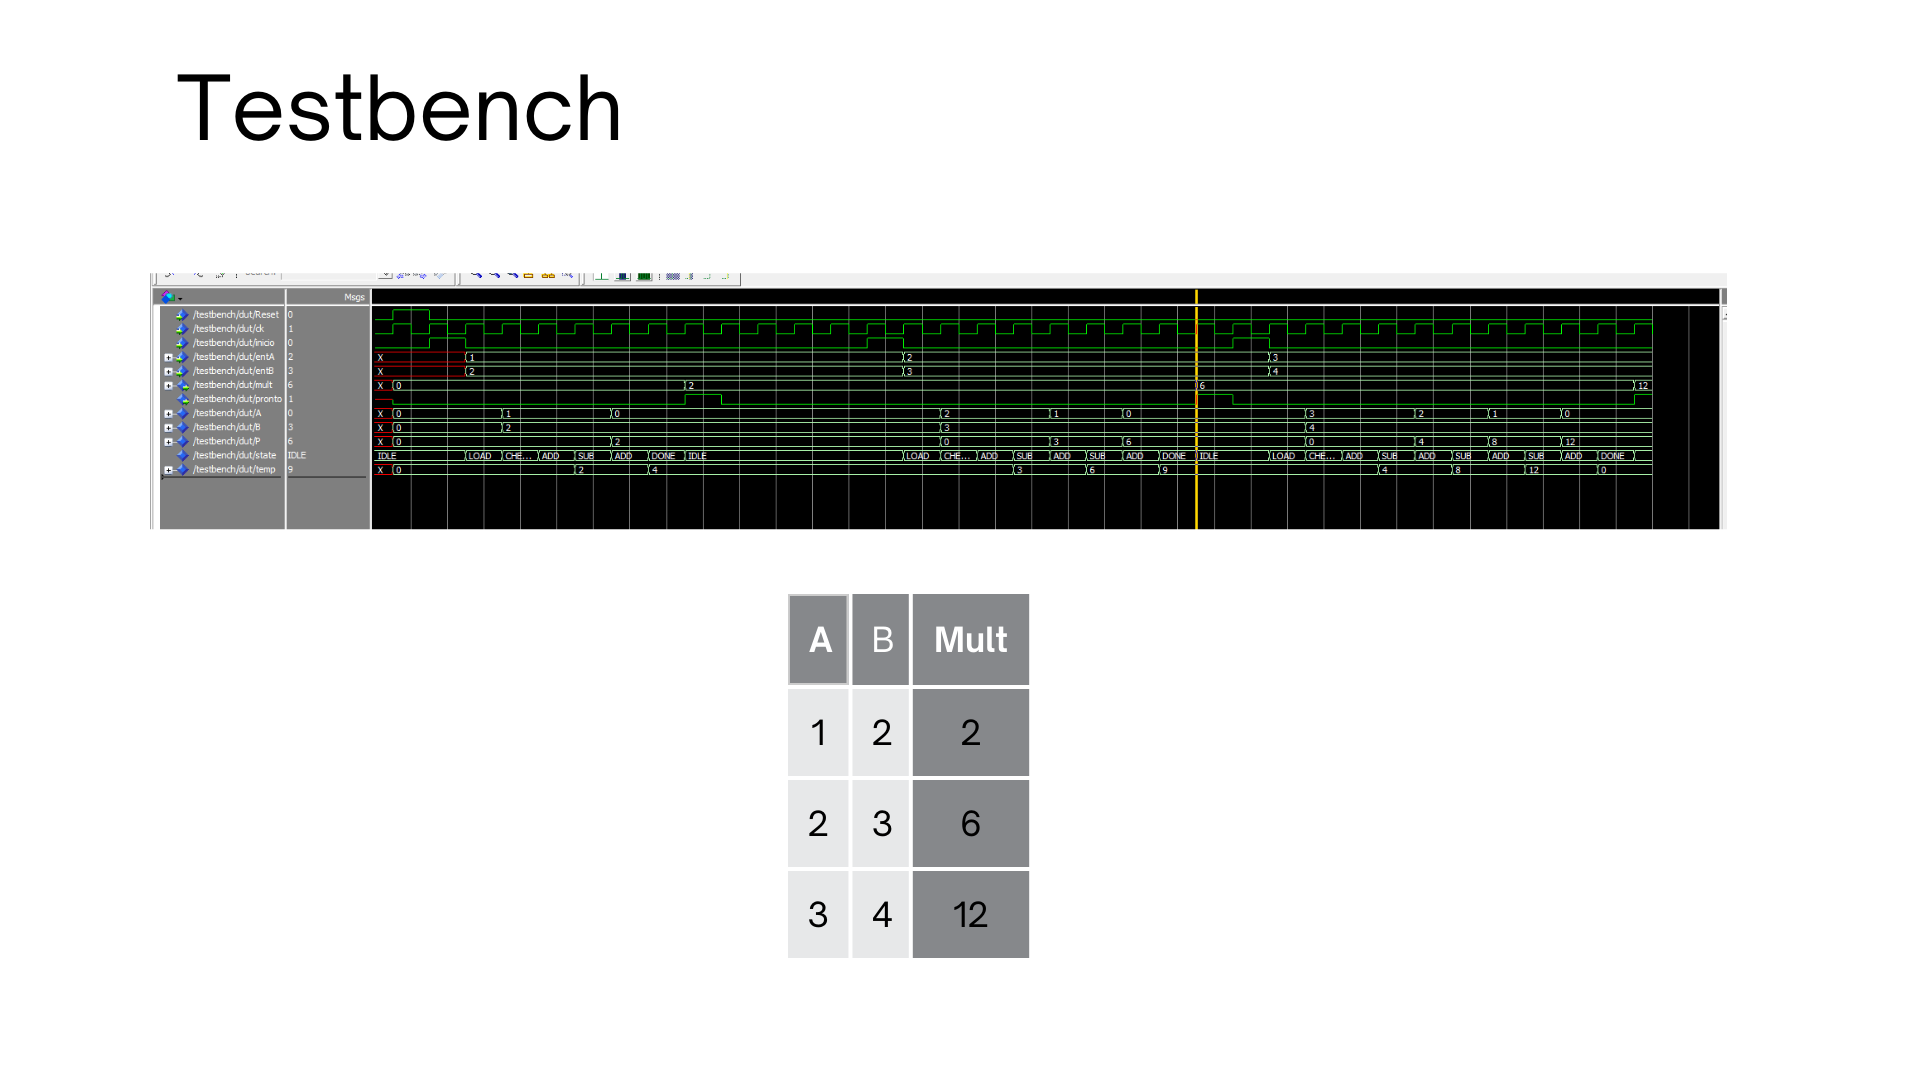 Testbench
Msgs
/testbench/dut/Reset 0
/testbench/dut/ck 1
/testbench/dut/inicio 0
/testbench/dut/entA 2 X 1 2 3
/testbench/dut/entB 3 X 2 3 4
/testbench/dut/mult 6 X 0 2 6 12
/testbench/dut/pronto 1
/testbench/dut/A 0 X 0 1 0 2 1 0 3 2 1 0
/testbench/dut/B 3 X 0 2 3 4
/testbench/dut/P 6 X 0 2 0 3 6 0 4 8 12
/testbench/dut/state IDLE IDLE LOAD CHE... ADD SUB ADD DONE IDLE LOAD CHE... ADD SUB ADD SUB ADD DONE IDLE LOAD CHE... ADD SUB ADD SUB ADD SUB ADD DONE
/testbench/dut/temp 9 X 0 2 4 3 6 9 4 8 12 0
A B Mult
1 2 2
2 3 6
3 4 12